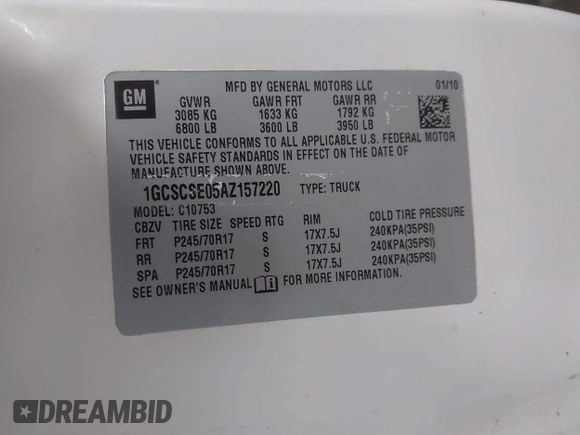 GM
MFD BY GENERAL MOTORS LLC 01/10
GVWR GAWR FRT GAWR RR
3085 KG 1633 KG 1792 KG
6800 LB 3600 LB 3950 LB
THIS VEHICLE CONFORMS TO ALL APPLICABLE U.S. FEDERAL MOTOR
VEHICLE SAFETY STANDARDS IN EFFECT ON THE DATE OF
MANUFACTURE SHOWN ABOVE.
1GCSCSE05AZ157220 TYPE: TRUCK
MODEL: C10753
CBZV TIRE SIZE SPEED RTG RIM COLD TIRE PRESSURE
FRT P245/70R17 S 17X7.5J 240KPA(35PSI)
RR P245/70R17 S 17X7.5J 240KPA(35PSI)
SPA P245/70R17 S 17X7.5J 240KPA(35PSI)
SEE OWNER'S MANUAL FOR MORE INFORMATION.
DREAMBID